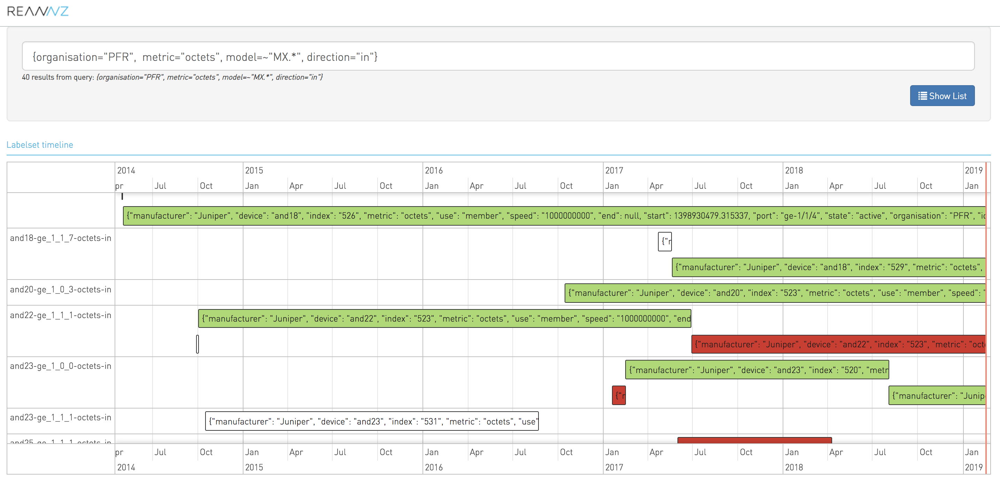 REANNZ
{organisation="PFR",  metric="octets", model=~"MX.*", direction="in"}
40 results from query: {organisation="PFR", metric="octets", model=~"MX.*", direction="in"}
Show List
Labelset timeline
2014 2015 2016 2017 2018 2019
pr Jul Oct Jan Apr Jul Oct Jan Apr Jul Oct Jan Apr Jul Oct Jan Apr Jul Oct Jan
{"manufacturer": "Juniper", "device": "and18", "index": "526", "metric": "octets", "use": "member", "speed": "1000000000", "end": null, "start": 1398930479.315337, "port": "ge-1/1/4", "state": "active", "organisation": "PFR", "ic
and18-ge_1_1_7-octets-in
{"r
{"manufacturer": "Juniper", "device": "and18", "index": "529", "metric": "octets",
and20-ge_1_0_3-octets-in
{"manufacturer": "Juniper", "device": "and20", "index": "523", "metric": "octets", "use": "member", "speed": "
and22-ge_1_1_1-octets-in
{"manufacturer": "Juniper", "device": "and22", "index": "523", "metric": "octets", "use": "member", "speed": "1000000000", "end
{"manufacturer": "Juniper", "device": "and22", "index": "523", "metric": "oct
and23-ge_1_0_0-octets-in
{"manufacturer": "Juniper", "device": "and23", "index": "520", "metr
{"r
{"manufacturer": "Junip
and23-ge_1_1_1-octets-in
{"manufacturer": "Juniper", "device": "and23", "index": "531", "metric": "octets", "use"
and25-ge_1_1_1-octets-in
pr Jul Oct Jan Apr Jul Oct Jan Apr Jul Oct Jan Apr Jul Oct Jan Apr Jul Oct Jan
2014 2015 2016 2017 2018 2019